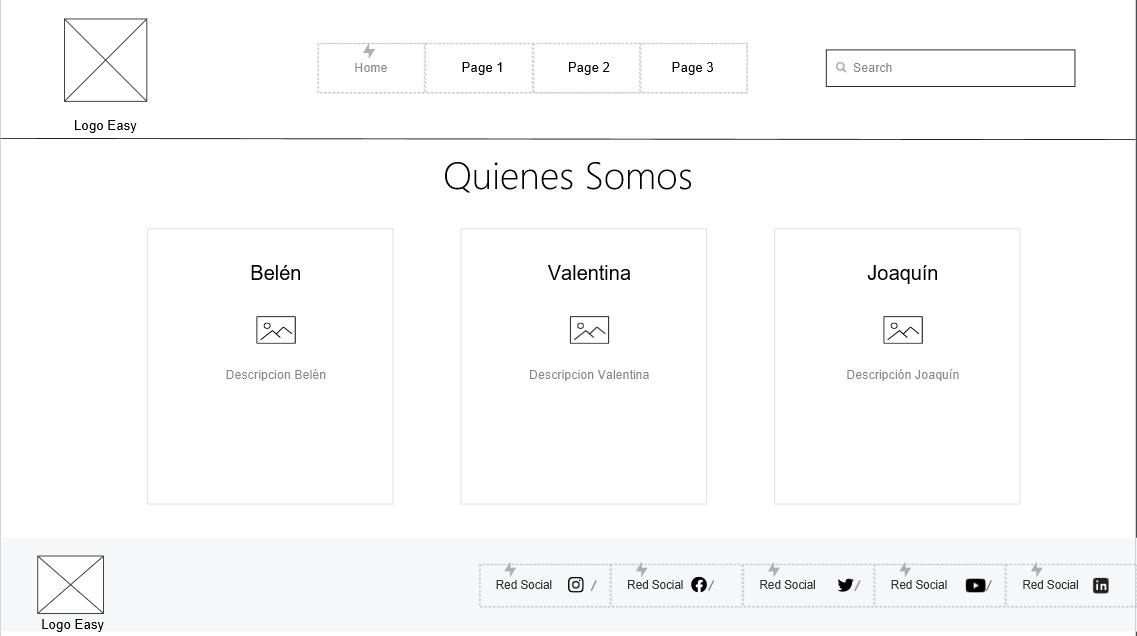 Home Page 1 Page 2 Page 3 Search
Logo Easy
Quienes Somos
Belén Valentina Joaquín
Descripcion Belén Descripcion Valentina Descripción Joaquín
Red Social / Red Social / Red Social / Red Social / Red Social
Logo Easy